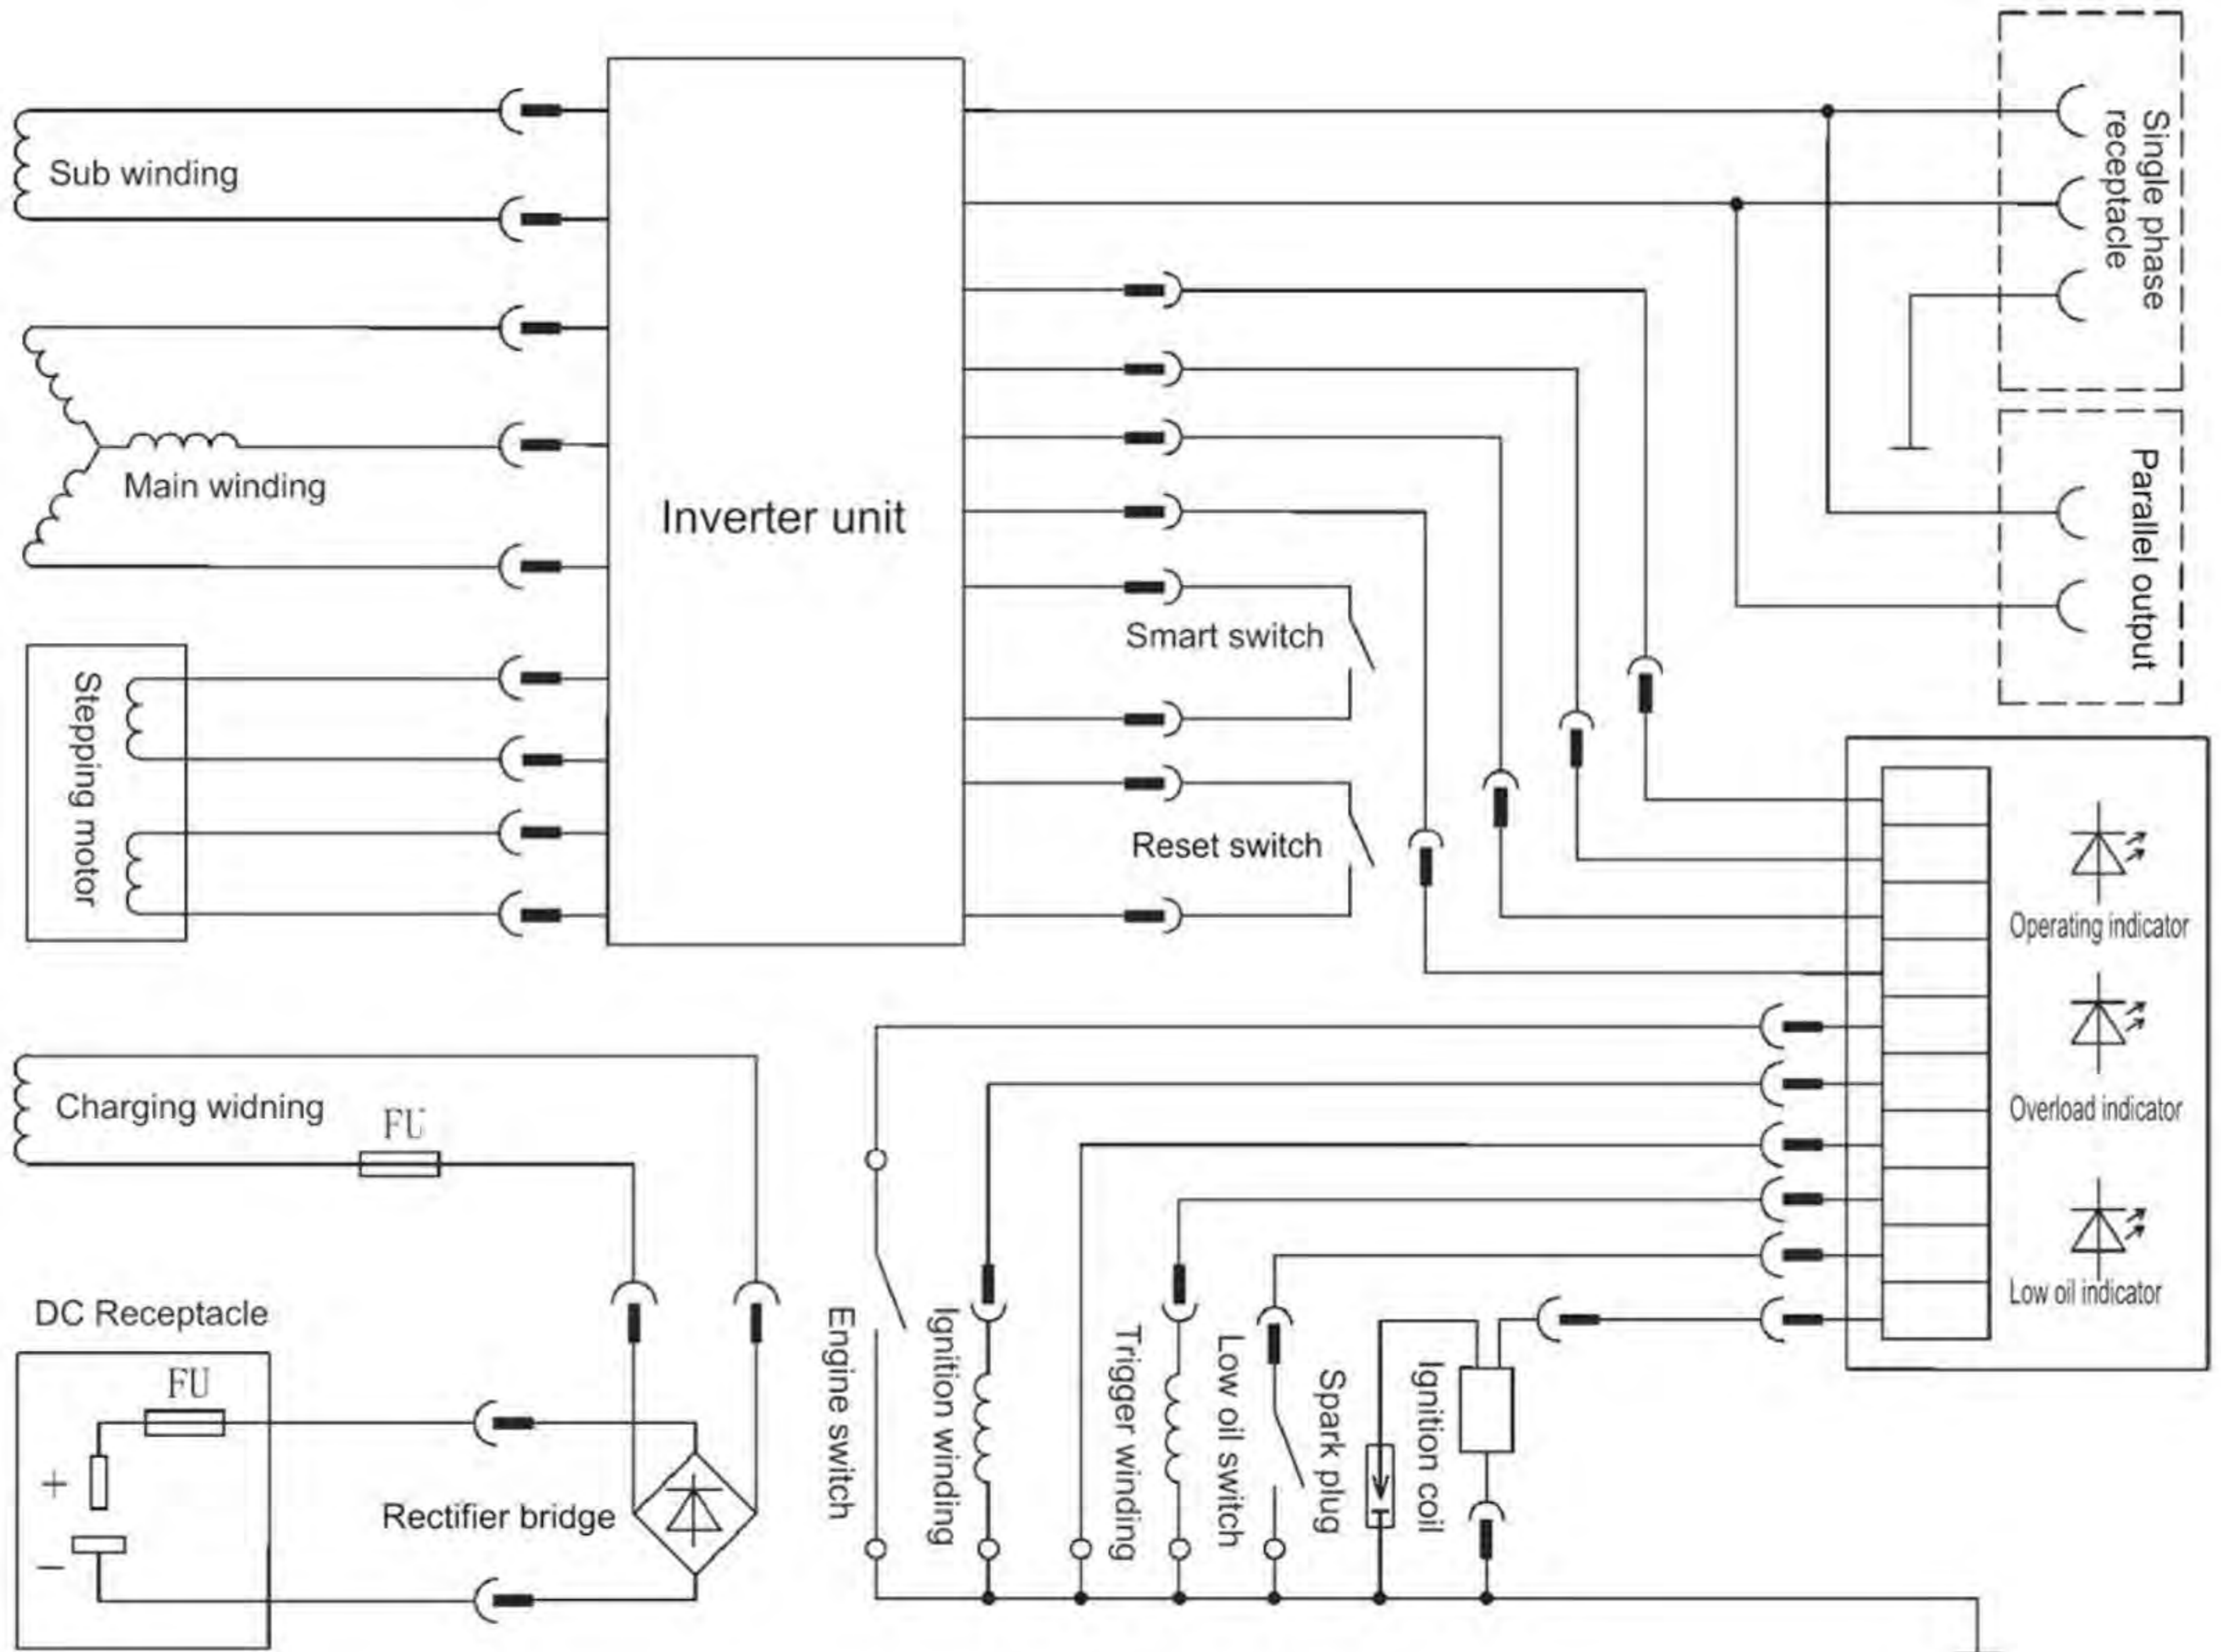 Sub winding
Main winding
Stepping motor
Inverter unit
Smart switch
Reset switch
Single phase
receptacle
Parallel output
Operating indicator
Overload indicator
Low oil indicator
Charging widning
FU
DC Receptacle
FU
+
−
Rectifier bridge
Engine switch
Ignition winding
Trigger winding
Low oil switch
Spark plug
Ignition coil